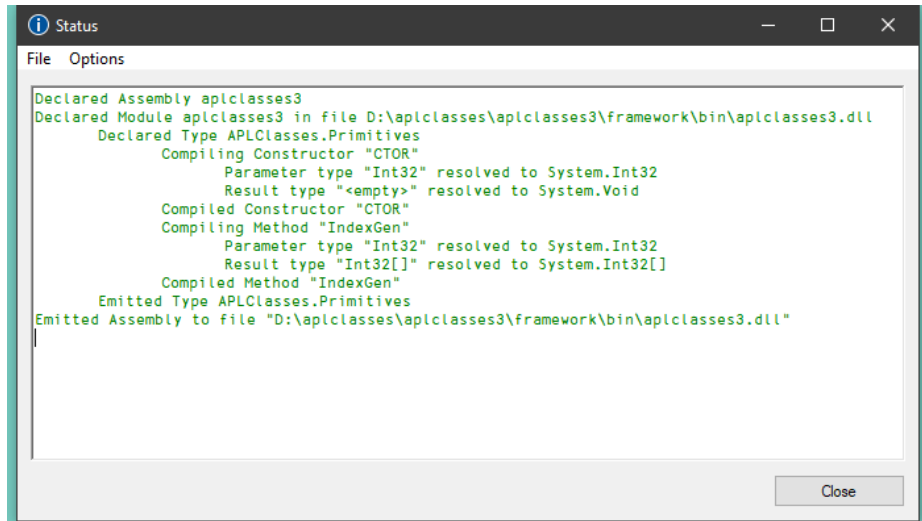 Status
File Options
Declared Assembly aplclasses3
Declared Module aplclasses3 in file D:\aplclasses\aplclasses3\framework\bin\aplclasses3.dll
Declared Type APLClasses.Primitives
Compiling Constructor "CTOR"
Parameter type "Int32" resolved to System.Int32
Result type "<empty>" resolved to System.Void
Compiled Constructor "CTOR"
Compiling Method "IndexGen"
Parameter type "Int32" resolved to System.Int32
Result type "Int32[]" resolved to System.Int32[]
Compiled Method "IndexGen"
Emitted Type APLClasses.Primitives
Emitted Assembly to file "D:\aplclasses\aplclasses3\framework\bin\aplclasses3.dll"
Close